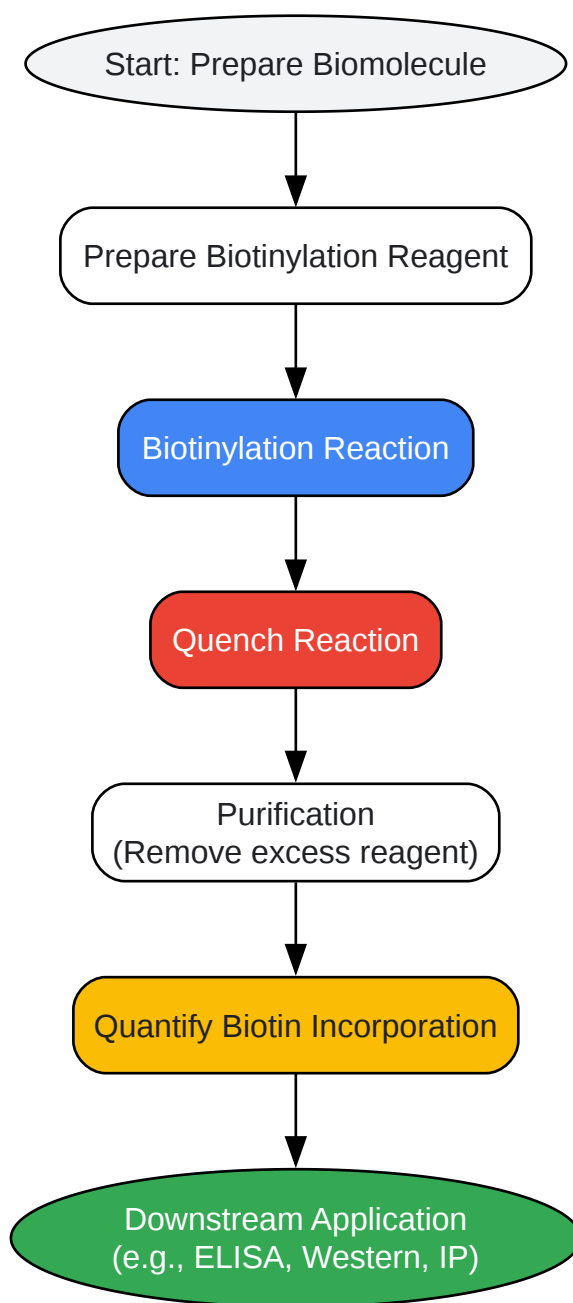 Start: Prepare Biomolecule
Prepare Biotinylation Reagent
Biotinylation Reaction
Quench Reaction
Purification
(Remove excess reagent)
Quantify Biotin Incorporation
Downstream Application
(e.g., ELISA, Western, IP)